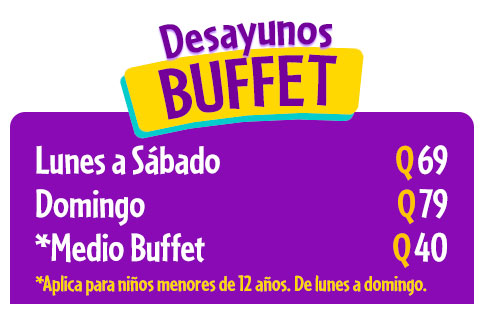 Desayunos
BUFFET
Lunes a Sábado Q69
Domingo Q79
*Medio Buffet Q40
*Aplica para niños menores de 12 años. De lunes a domingo.